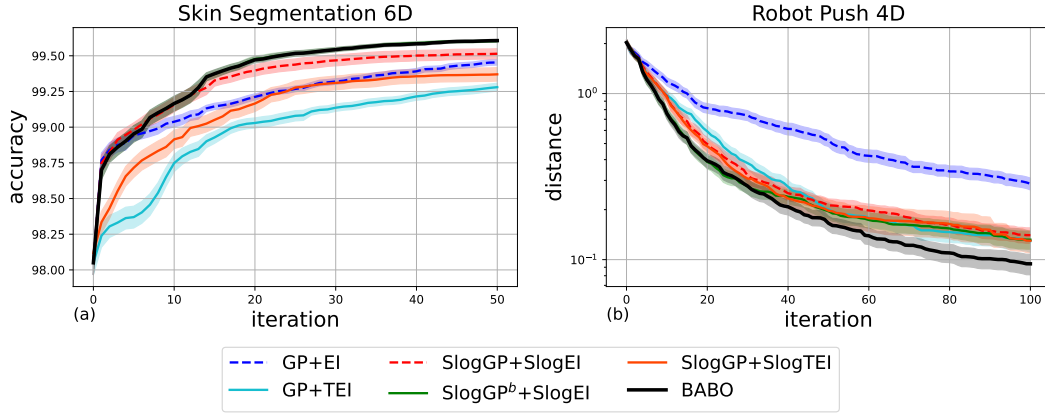 Skin Segmentation 6D
accuracy
99.50
99.25
99.00
98.75
98.50
98.25
98.00
0 10 20 30 40 50
(a) iteration
Robot Push 4D
distance
10⁰
10⁻¹
0 20 40 60 80 100
(b) iteration
GP+EI SlogGP+SlogEI SlogGP+SlogTEI
GP+TEI SlogGPᵇ+SlogEI BABO